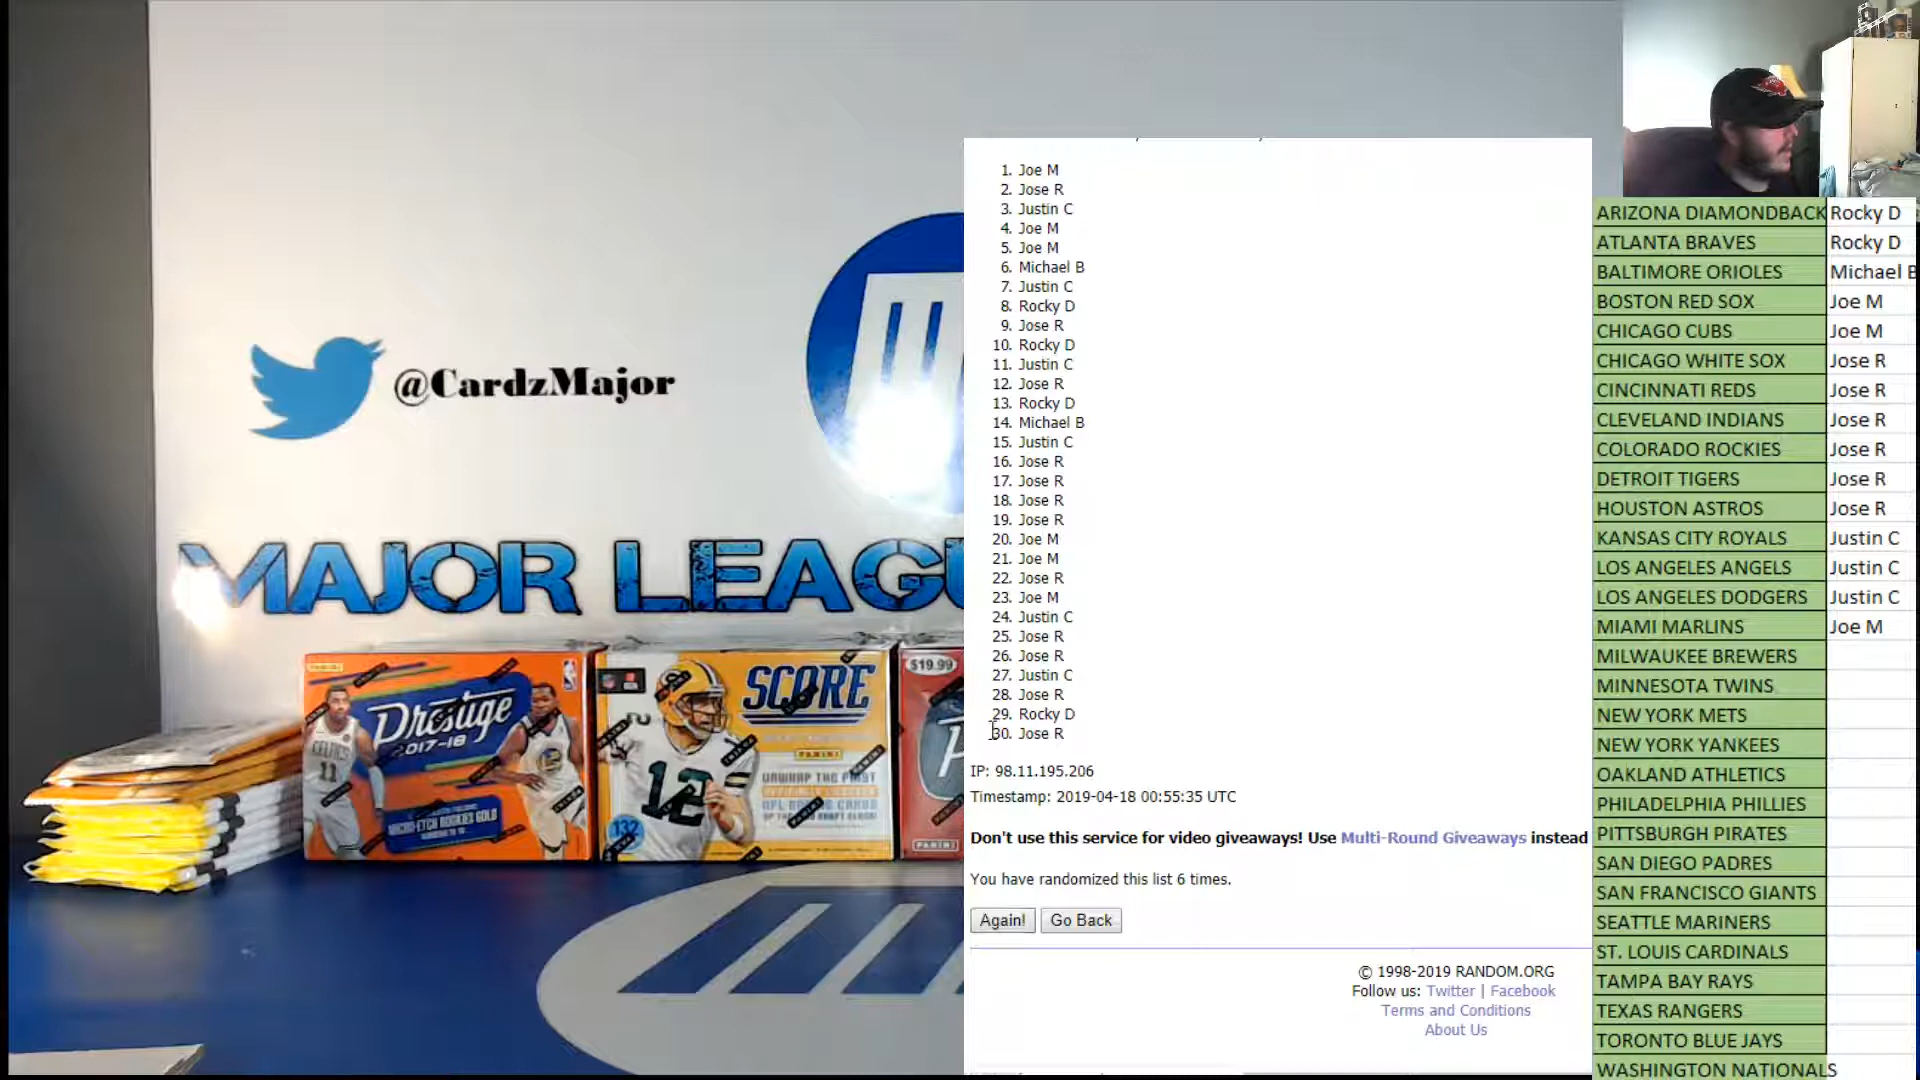 @CardzMajor
MAJOR LEAGU
PANINI
Prestige
2017-18
CELTICS
11
SCORE
PANINI
12
132
$19.99
PANINI
1. Joe M
2. Jose R
3. Justin C
4. Joe M
5. Joe M
6. Michael B
7. Justin C
8. Rocky D
9. Jose R
10. Rocky D
11. Justin C
12. Jose R
13. Rocky D
14. Michael B
15. Justin C
16. Jose R
17. Jose R
18. Jose R
19. Jose R
20. Joe M
21. Joe M
22. Jose R
23. Joe M
24. Justin C
25. Jose R
26. Jose R
27. Justin C
28. Jose R
29. Rocky D
30. Jose R
IP: 98.11.195.206
Timestamp: 2019-04-18 00:55:35 UTC
Don't use this service for video giveaways! Use Multi-Round Giveaways instead
You have randomized this list 6 times.
Again! Go Back
© 1998-2019 RANDOM.ORG
Follow us: Twitter | Facebook
Terms and Conditions
About Us
ARIZONA DIAMONDBACK Rocky D
ATLANTA BRAVES Rocky D
BALTIMORE ORIOLES Michael B
BOSTON RED SOX Joe M
CHICAGO CUBS Joe M
CHICAGO WHITE SOX Jose R
CINCINNATI REDS Jose R
CLEVELAND INDIANS Jose R
COLORADO ROCKIES Jose R
DETROIT TIGERS Jose R
HOUSTON ASTROS Jose R
KANSAS CITY ROYALS Justin C
LOS ANGELES ANGELS Justin C
LOS ANGELES DODGERS Justin C
MIAMI MARLINS Joe M
MILWAUKEE BREWERS
MINNESOTA TWINS
NEW YORK METS
NEW YORK YANKEES
OAKLAND ATHLETICS
PHILADELPHIA PHILLIES
PITTSBURGH PIRATES
SAN DIEGO PADRES
SAN FRANCISCO GIANTS
SEATTLE MARINERS
ST. LOUIS CARDINALS
TAMPA BAY RAYS
TEXAS RANGERS
TORONTO BLUE JAYS
WASHINGTON NATIONALS